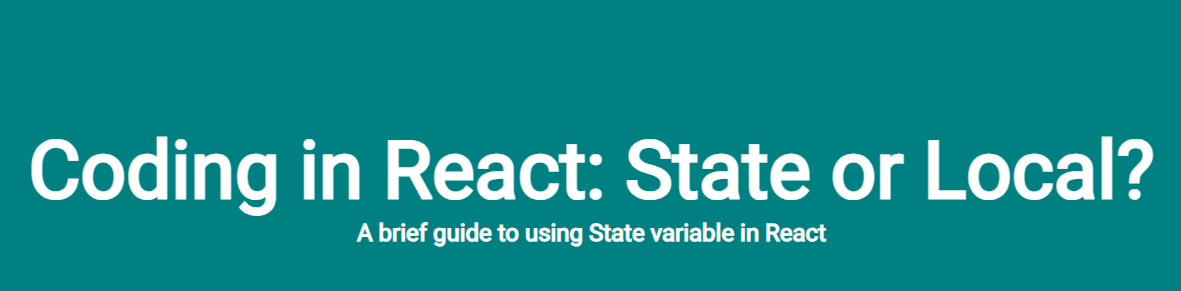 Coding in React: State or Local?
A brief guide to using State variable in React